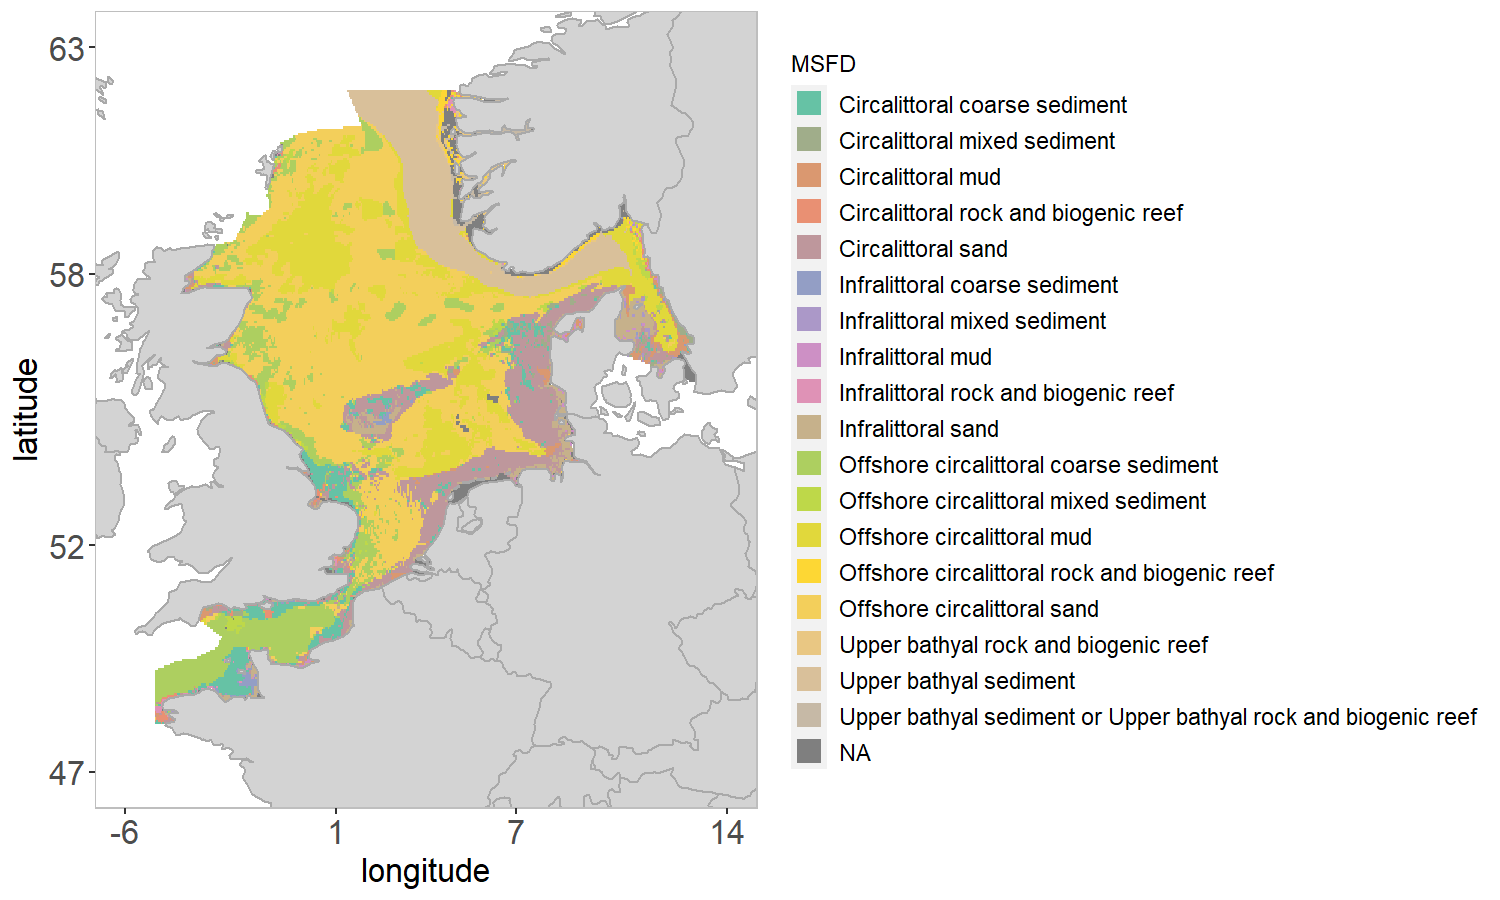 63
58
52
47
latitude
-6
1
7
14
longitude
MSFD
Circalittoral coarse sediment
Circalittoral mixed sediment
Circalittoral mud
Circalittoral rock and biogenic reef
Circalittoral sand
Infralittoral coarse sediment
Infralittoral mixed sediment
Infralittoral mud
Infralittoral rock and biogenic reef
Infralittoral sand
Offshore circalittoral coarse sediment
Offshore circalittoral mixed sediment
Offshore circalittoral mud
Offshore circalittoral rock and biogenic reef
Offshore circalittoral sand
Upper bathyal rock and biogenic reef
Upper bathyal sediment
Upper bathyal sediment or Upper bathyal rock and biogenic reef
NA